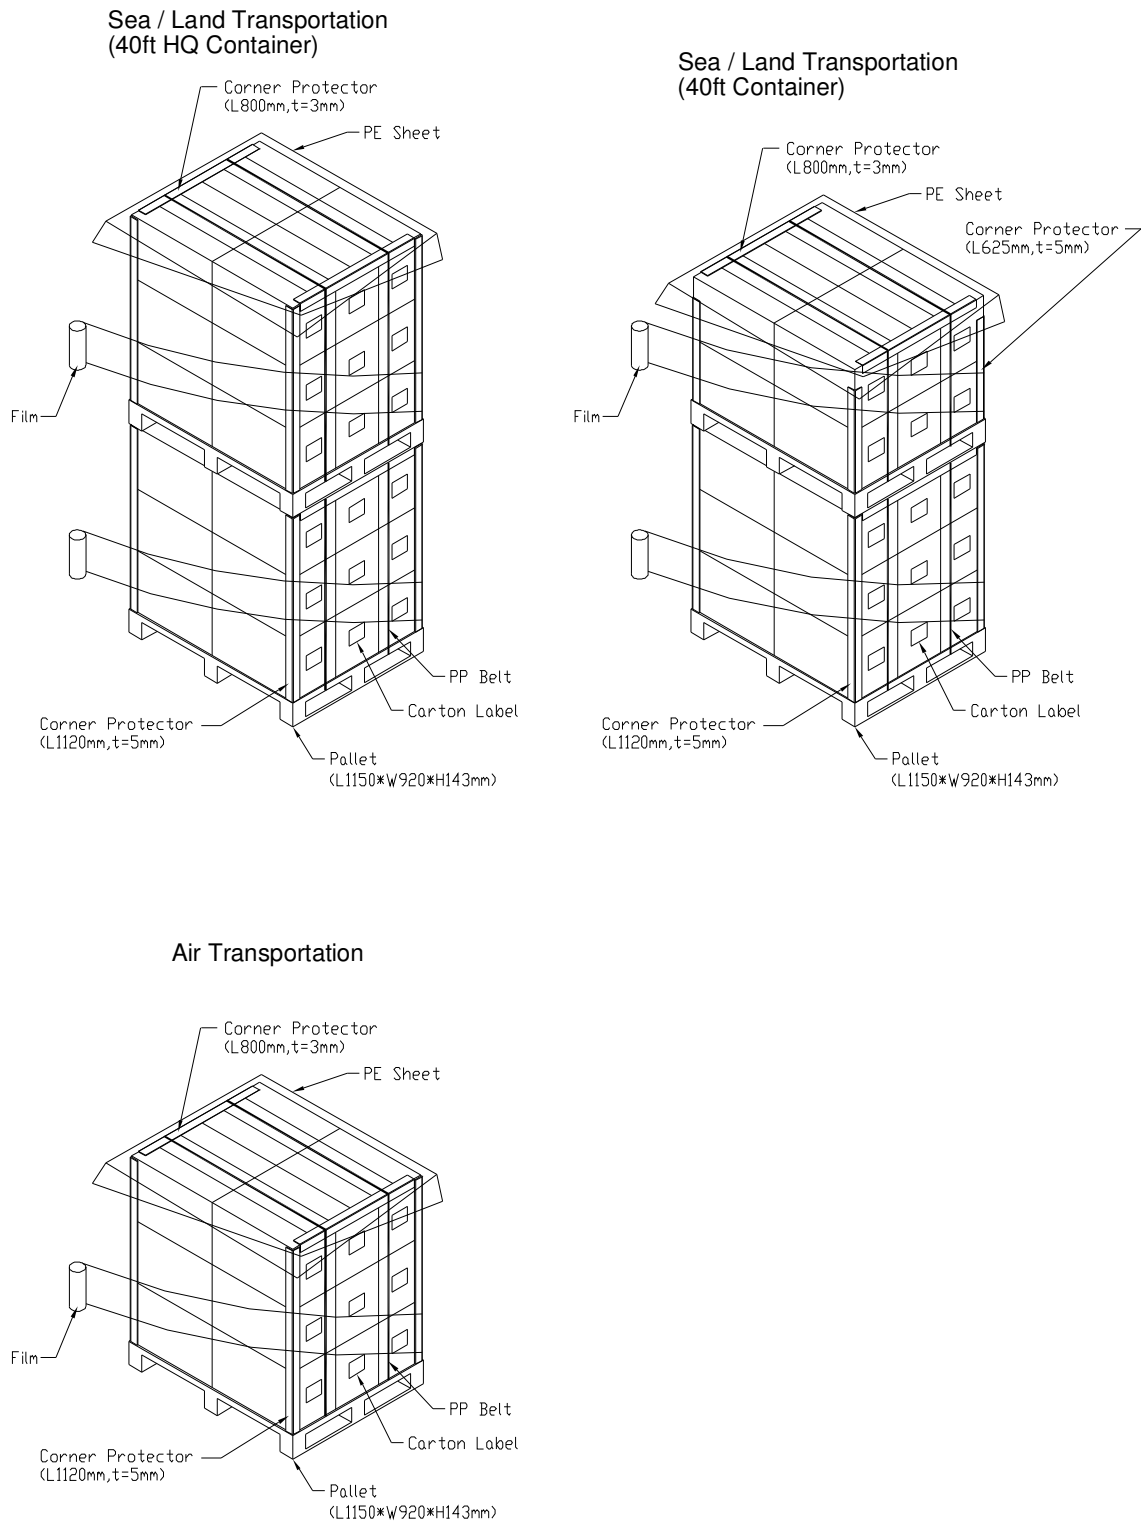 Sea / Land Transportation
(40ft HQ Container)
Corner Protector
(L800mm,t=3mm)
PE Sheet
Film
PP Belt
Carton Label
Corner Protector
(L1120mm,t=5mm)
Pallet
(L1150*W920*H143mm)
Sea / Land Transportation
(40ft Container)
Corner Protector
(L800mm,t=3mm)
PE Sheet
Corner Protector
(L625mm,t=5mm)
Film
PP Belt
Carton Label
Corner Protector
(L1120mm,t=5mm)
Pallet
(L1150*W920*H143mm)
Air Transportation
Corner Protector
(L800mm,t=3mm)
PE Sheet
Film
PP Belt
Carton Label
Corner Protector
(L1120mm,t=5mm)
Pallet
(L1150*W920*H143mm)